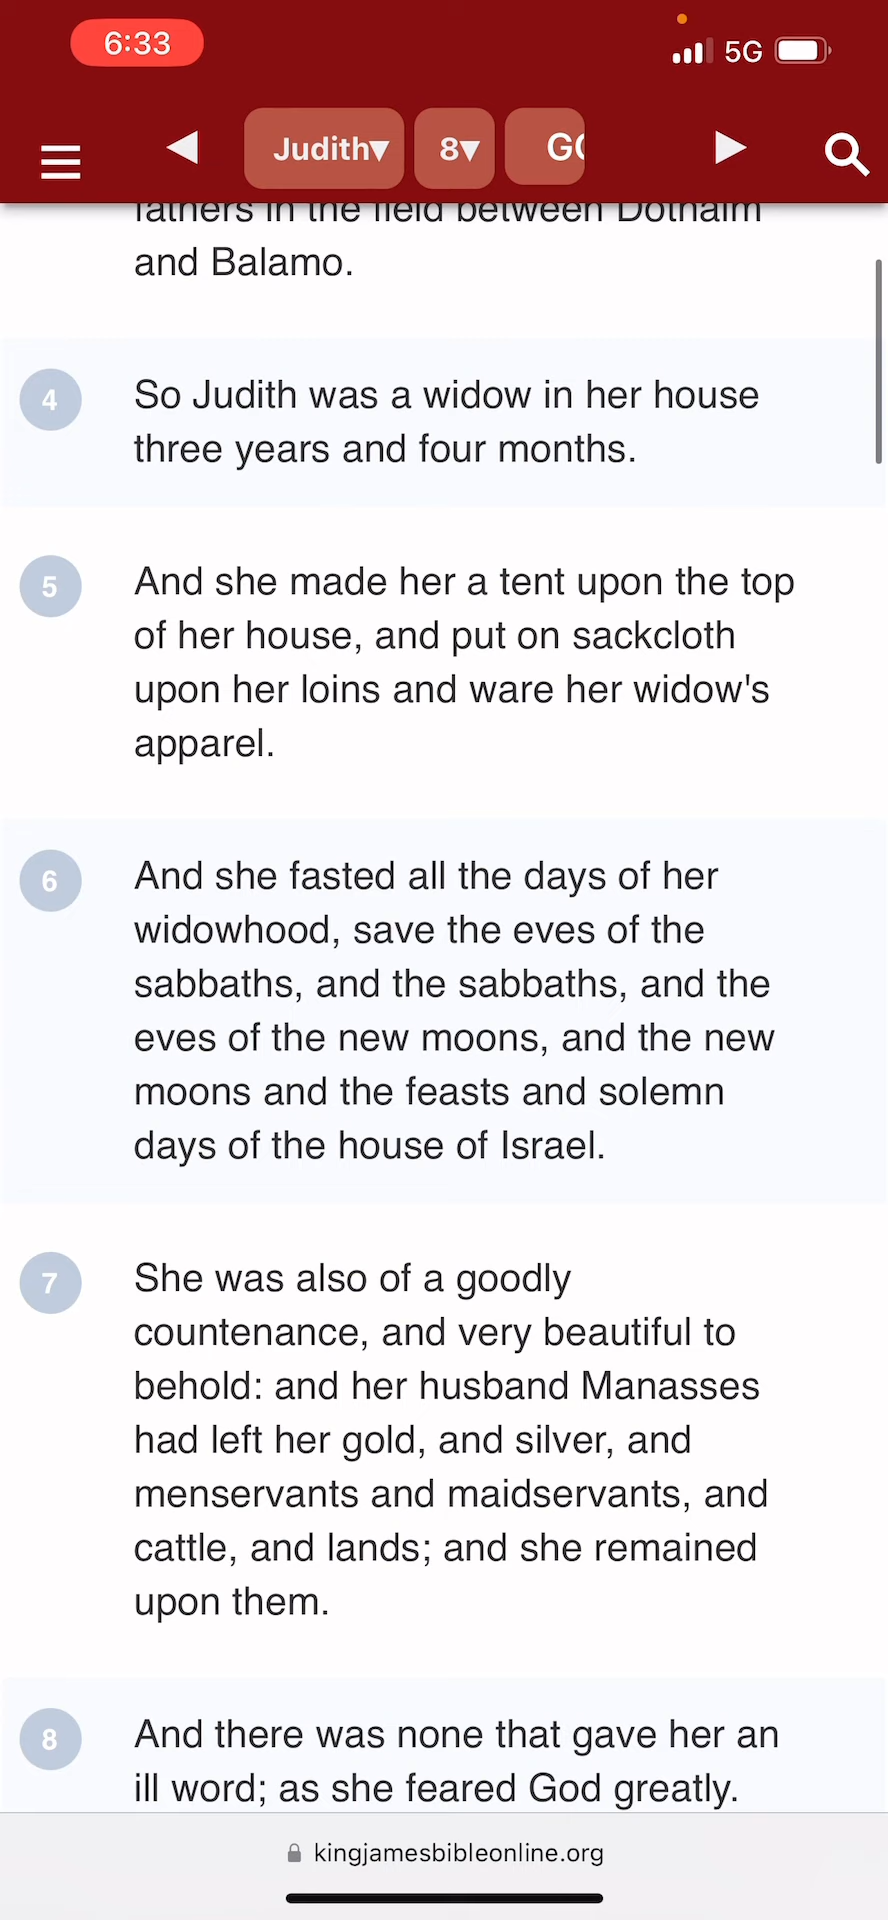 6:33
5G
Judith▼ 8▼ GO
fathers in the field between Dothaim
and Balamo.
4 So Judith was a widow in her house
three years and four months.
5 And she made her a tent upon the top
of her house, and put on sackcloth
upon her loins and ware her widow's
apparel.
6 And she fasted all the days of her
widowhood, save the eves of the
sabbaths, and the sabbaths, and the
eves of the new moons, and the new
moons and the feasts and solemn
days of the house of Israel.
7 She was also of a goodly
countenance, and very beautiful to
behold: and her husband Manasses
had left her gold, and silver, and
menservants and maidservants, and
cattle, and lands; and she remained
upon them.
8 And there was none that gave her an
ill word; as she feared God greatly.
kingjamesbibleonline.org